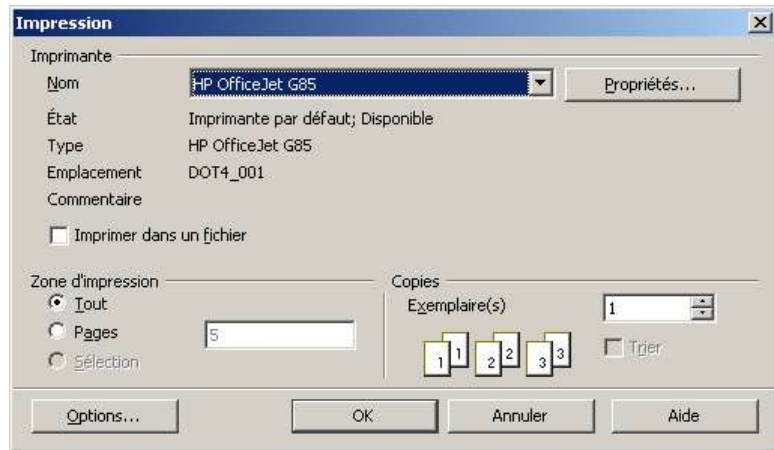 Impression
Imprimante
Nom HP OfficeJet G85 Propriétés...
État Imprimante par défaut; Disponible
Type HP OfficeJet G85
Emplacement DOT4_001
Commentaire
Imprimer dans un fichier
Zone d'impression Copies
Tout Exemplaire(s) 1
Pages 5 1 1 2 2 3 3 Trier
Sélection
Options... OK Annuler Aide